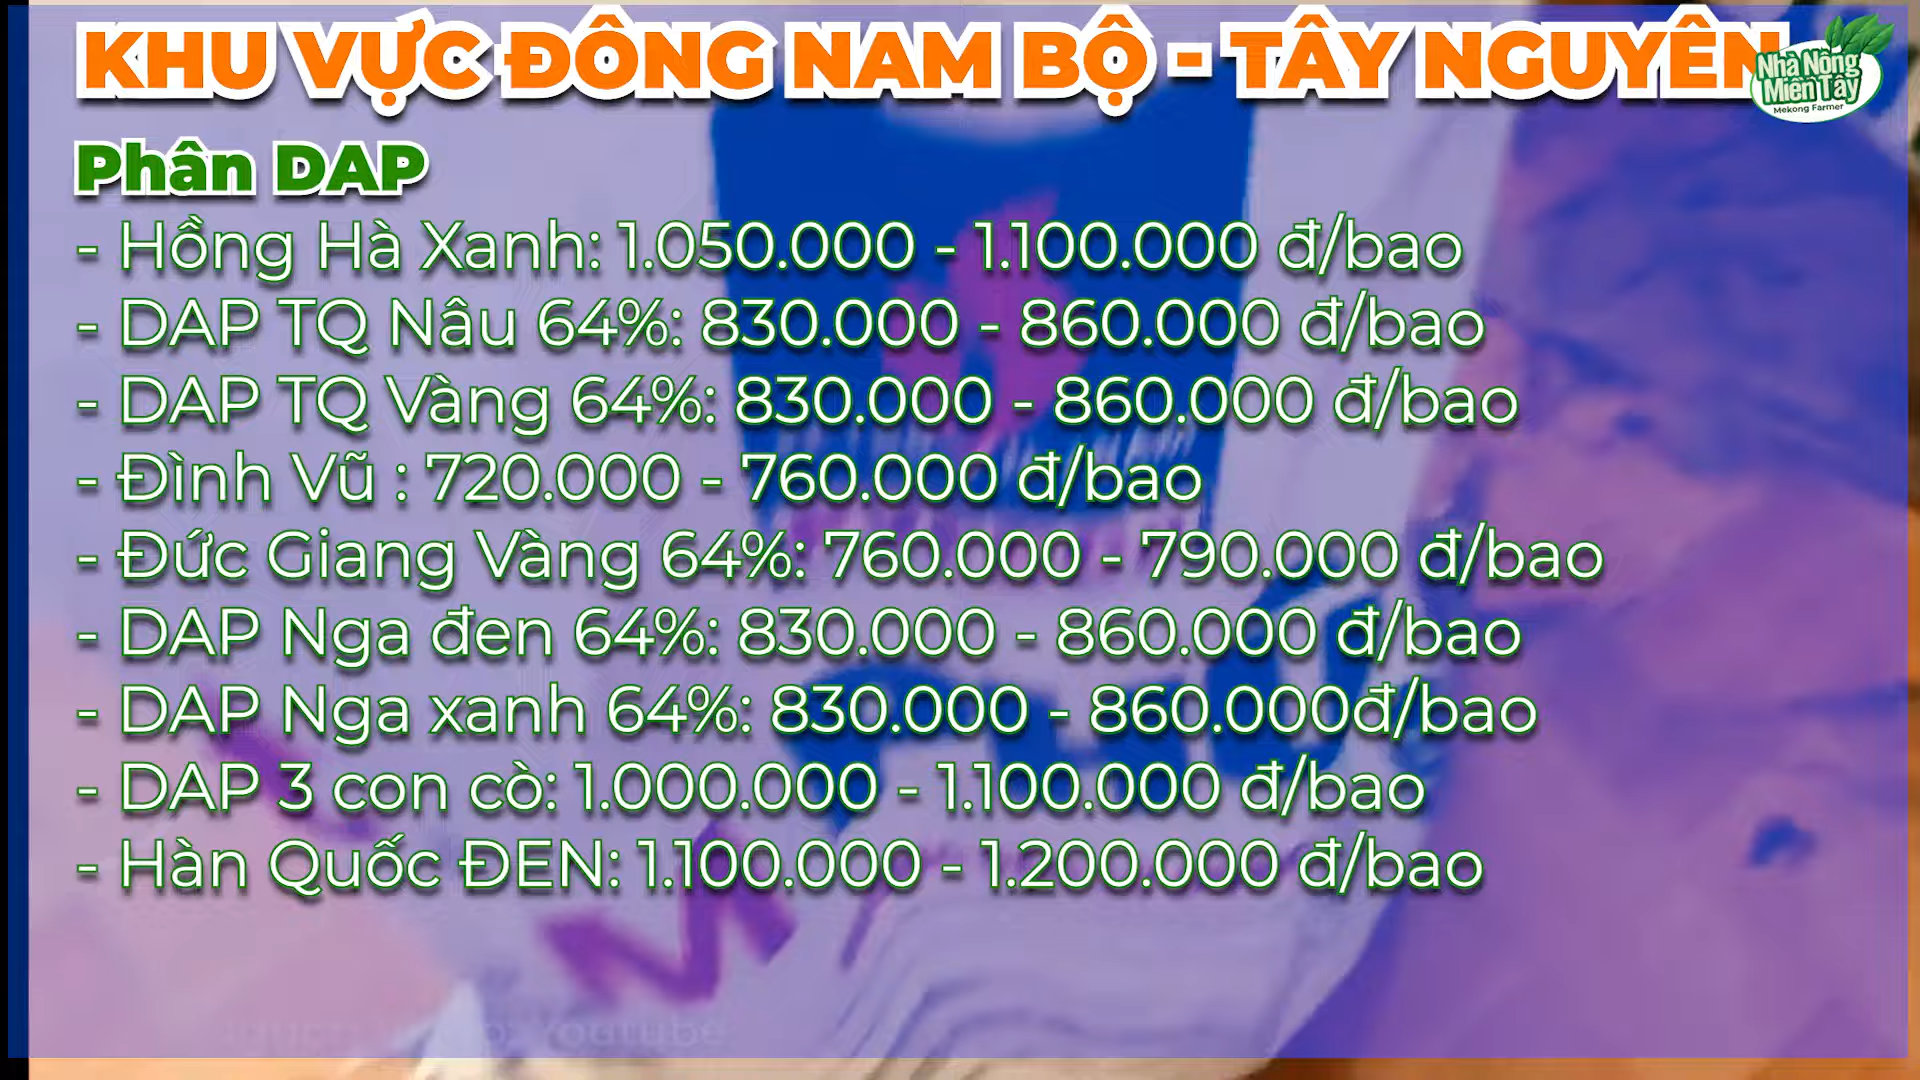 KHU VỰC ĐÔNG NAM BỘ - TÂY NGUYÊN
Nhà Nông
Miền Tây
Mekong Farmer
Phân DAP
- Hồng Hà Xanh: 1.050.000 - 1.100.000 đ/bao
- DAP TQ Nâu 64%: 830.000 - 860.000 đ/bao
- DAP TQ Vàng 64%: 830.000 - 860.000 đ/bao
- Đình Vũ : 720.000 - 760.000 đ/bao
- Đức Giang Vàng 64%: 760.000 - 790.000 đ/bao
- DAP Nga đen 64%: 830.000 - 860.000 đ/bao
- DAP Nga xanh 64%: 830.000 - 860.000đ/bao
- DAP 3 con cò: 1.000.000 - 1.100.000 đ/bao
- Hàn Quốc ĐEN: 1.100.000 - 1.200.000 đ/bao
Youtube